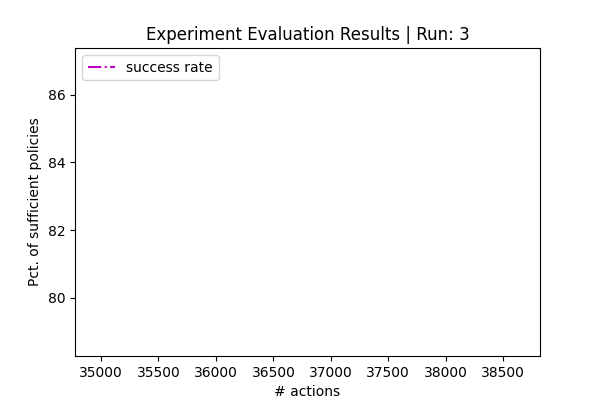 Experiment Evaluation Results | Run: 3
success rate
Pct. of sufficient policies
86
84
82
80
35000 35500 36000 36500 37000 37500 38000 38500
# actions